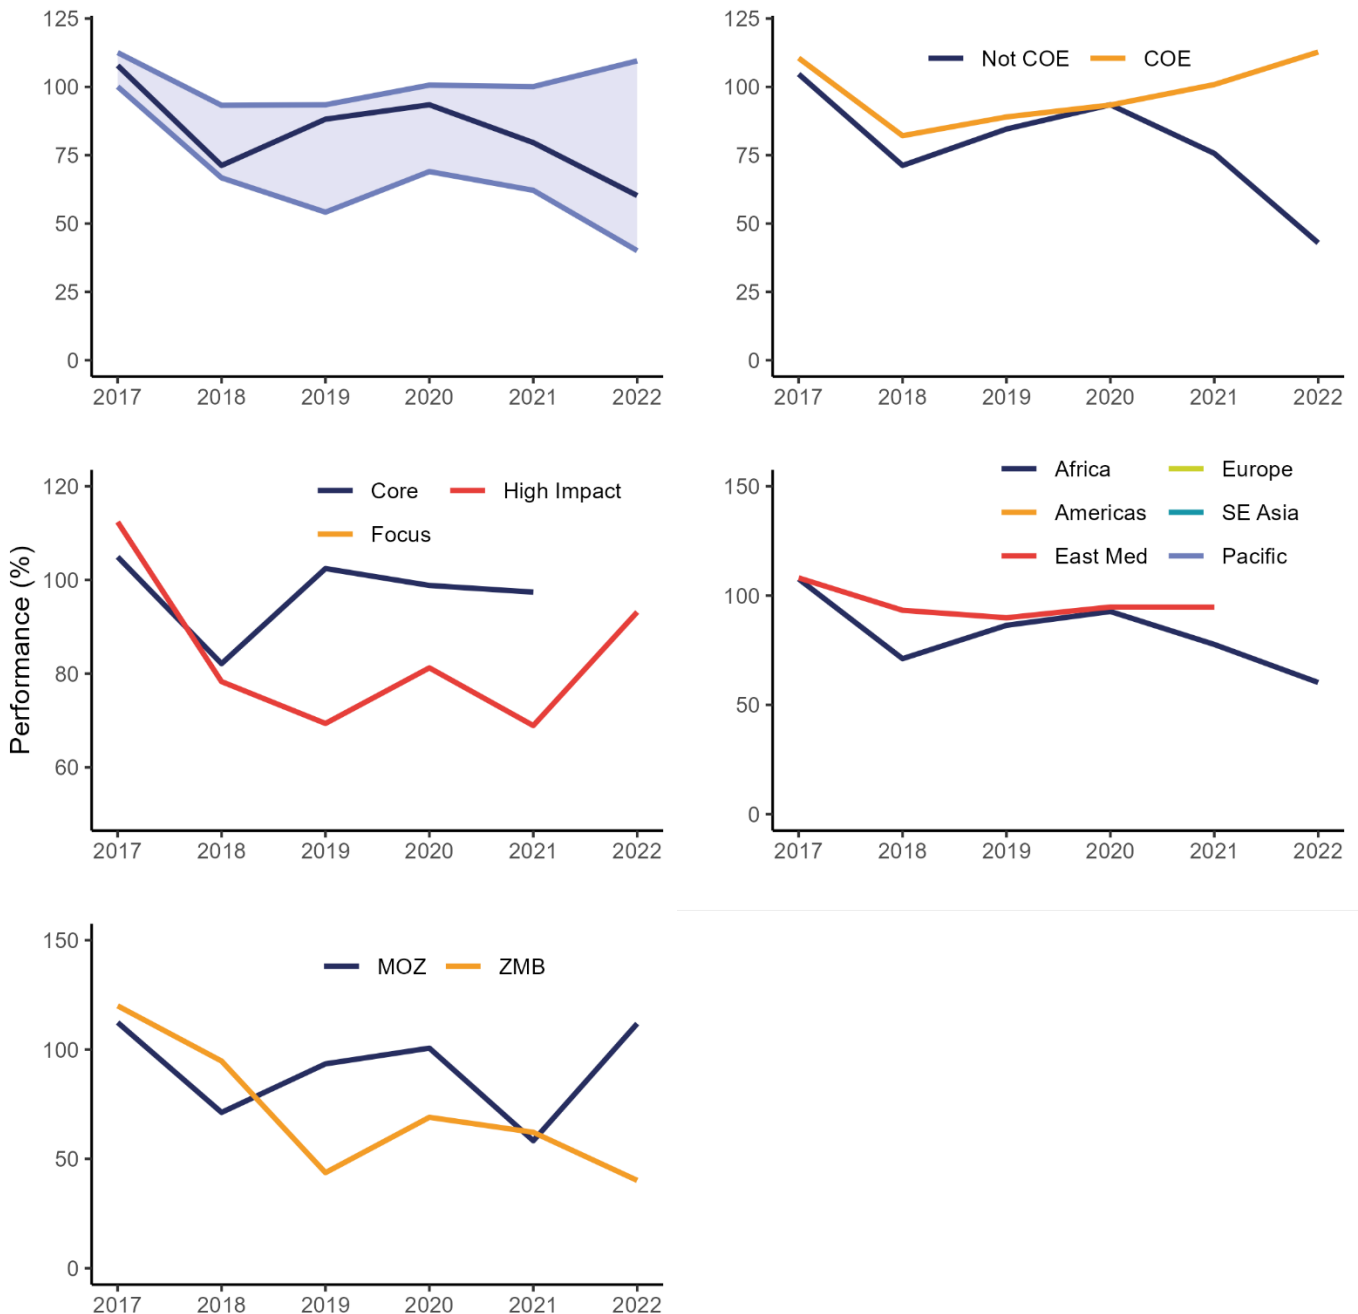 125
100
75
50
25
0
2017 2018 2019 2020 2021 2022
125
100
75
50
25
0
Not COE COE
2017 2018 2019 2020 2021 2022
Performance (%)
120
100
80
60
Core High Impact
Focus
2017 2018 2019 2020 2021 2022
150
100
50
0
Africa Europe
Americas SE Asia
East Med Pacific
2017 2018 2019 2020 2021 2022
150
100
50
0
MOZ ZMB
2017 2018 2019 2020 2021 2022